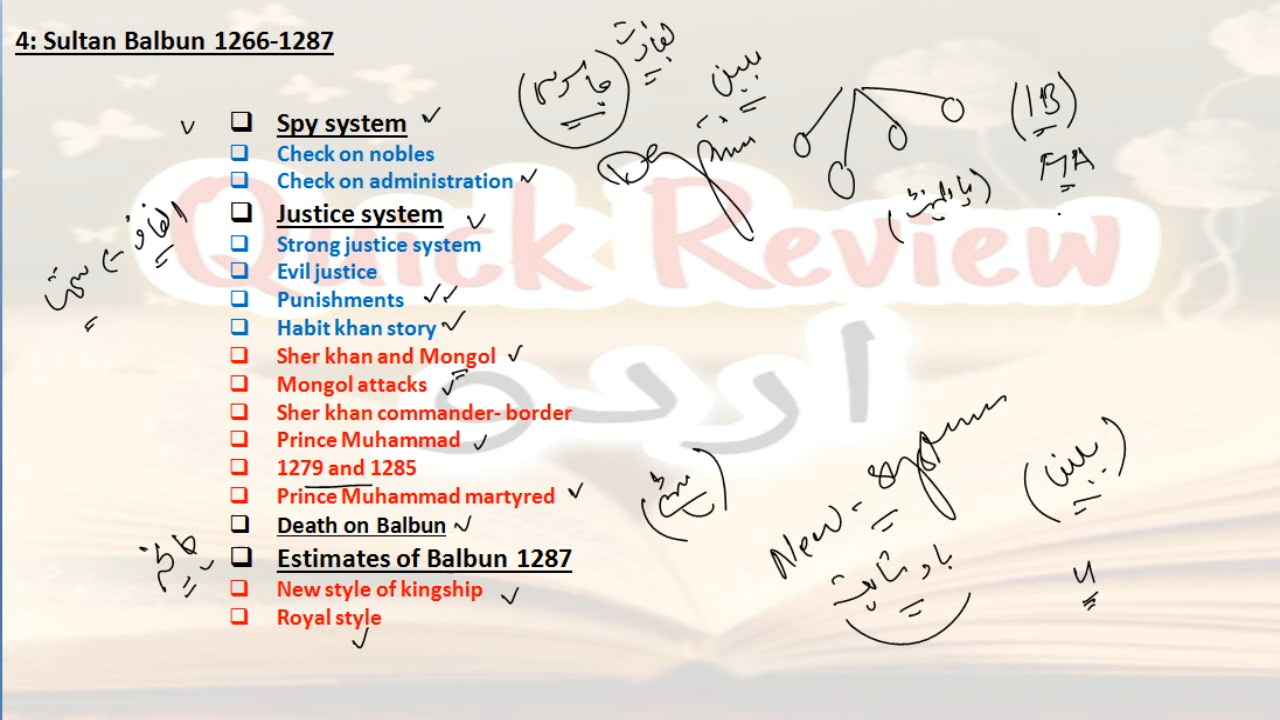 4: Sultan Balbun 1266-1287
Spy system
Check on nobles
Check on administration
Justice system
Strong justice system
Evil justice
Punishments
Habit khan story
Sher khan and Mongol
Mongol attacks
Sher khan commander- border
Prince Muhammad
1279 and 1285
Prince Muhammad martyred
Death on Balbun
Estimates of Balbun 1287
New style of kingship
Royal style
Quick Review
اردو
بلبن
(IB)
FIA
New-system
(بلبن)